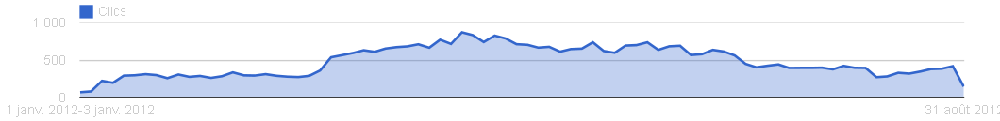 Clics
1 000
500
0
1 janv. 2012-3 janv. 2012
31 août 2012